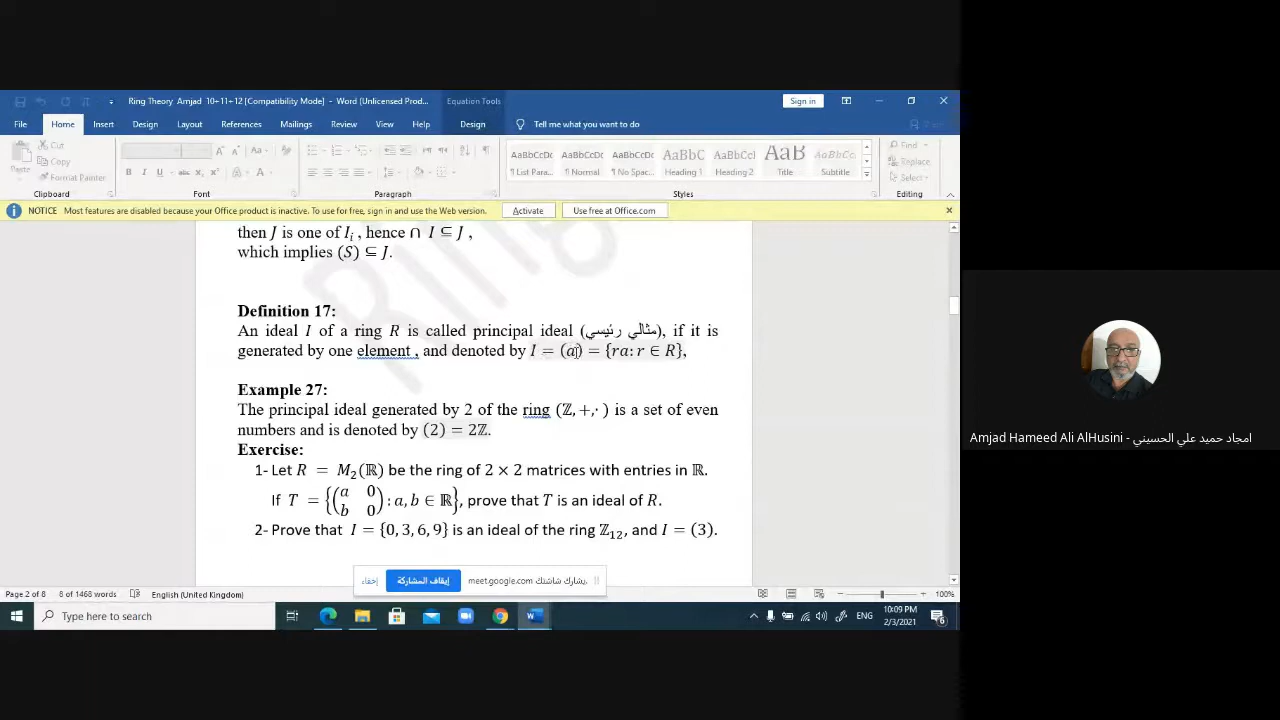 Ring Theory Amjad 10+11+12 [Compatibility Mode] - Word (Unlicensed Prod...
Equation Tools
Sign in
File Home Insert Design Layout References Mailings Review View Help Design Tell me what you want to do
Paste
Cut
Copy
Format Painter
AaBbCcDc AaBbCcDc AaBbCcDc AaBbC AaBbCcI AaB AaBbCcDc
¶ List Para... ¶ Normal ¶ No Spac... Heading 1 Heading 2 Title Subtitle
Find
Replace
Select
Clipboard Font Paragraph Styles Editing
NOTICE Most features are disabled because your Office product is inactive. To use for free, sign in and use the Web version. Activate Use free at Office.com
Ring
then J is one of Iᵢ , hence ∩ I ⊆ J ,
which implies (S) ⊆ J.
Definition 17:
An ideal I of a ring R is called principal ideal (مثالي رئيسي), if it is
generated by one element , and denoted by I = (a) = {ra: r ∈ R},
Example 27:
The principal ideal generated by 2 of the ring (ℤ, +,· ) is a set of even
numbers and is denoted by (2) = 2ℤ.
Exercise:
1- Let R = M₂(ℝ) be the ring of 2 × 2 matrices with entries in ℝ.
If T = {(a 0
b 0) : a, b ∈ ℝ}, prove that T is an ideal of R.
2- Prove that I = {0, 3, 6, 9} is an ideal of the ring ℤ₁₂, and I = (3).
meet.google.com يشارك شاشتك.
إيقاف المشاركة
إخفاء
Page 2 of 8 8 of 1468 words English (United Kingdom) 100%
Type here to search
ENG
10:09 PM
2/3/2021
6
Amjad Hameed Ali AlHusini - امجاد حميد علي الحسيني